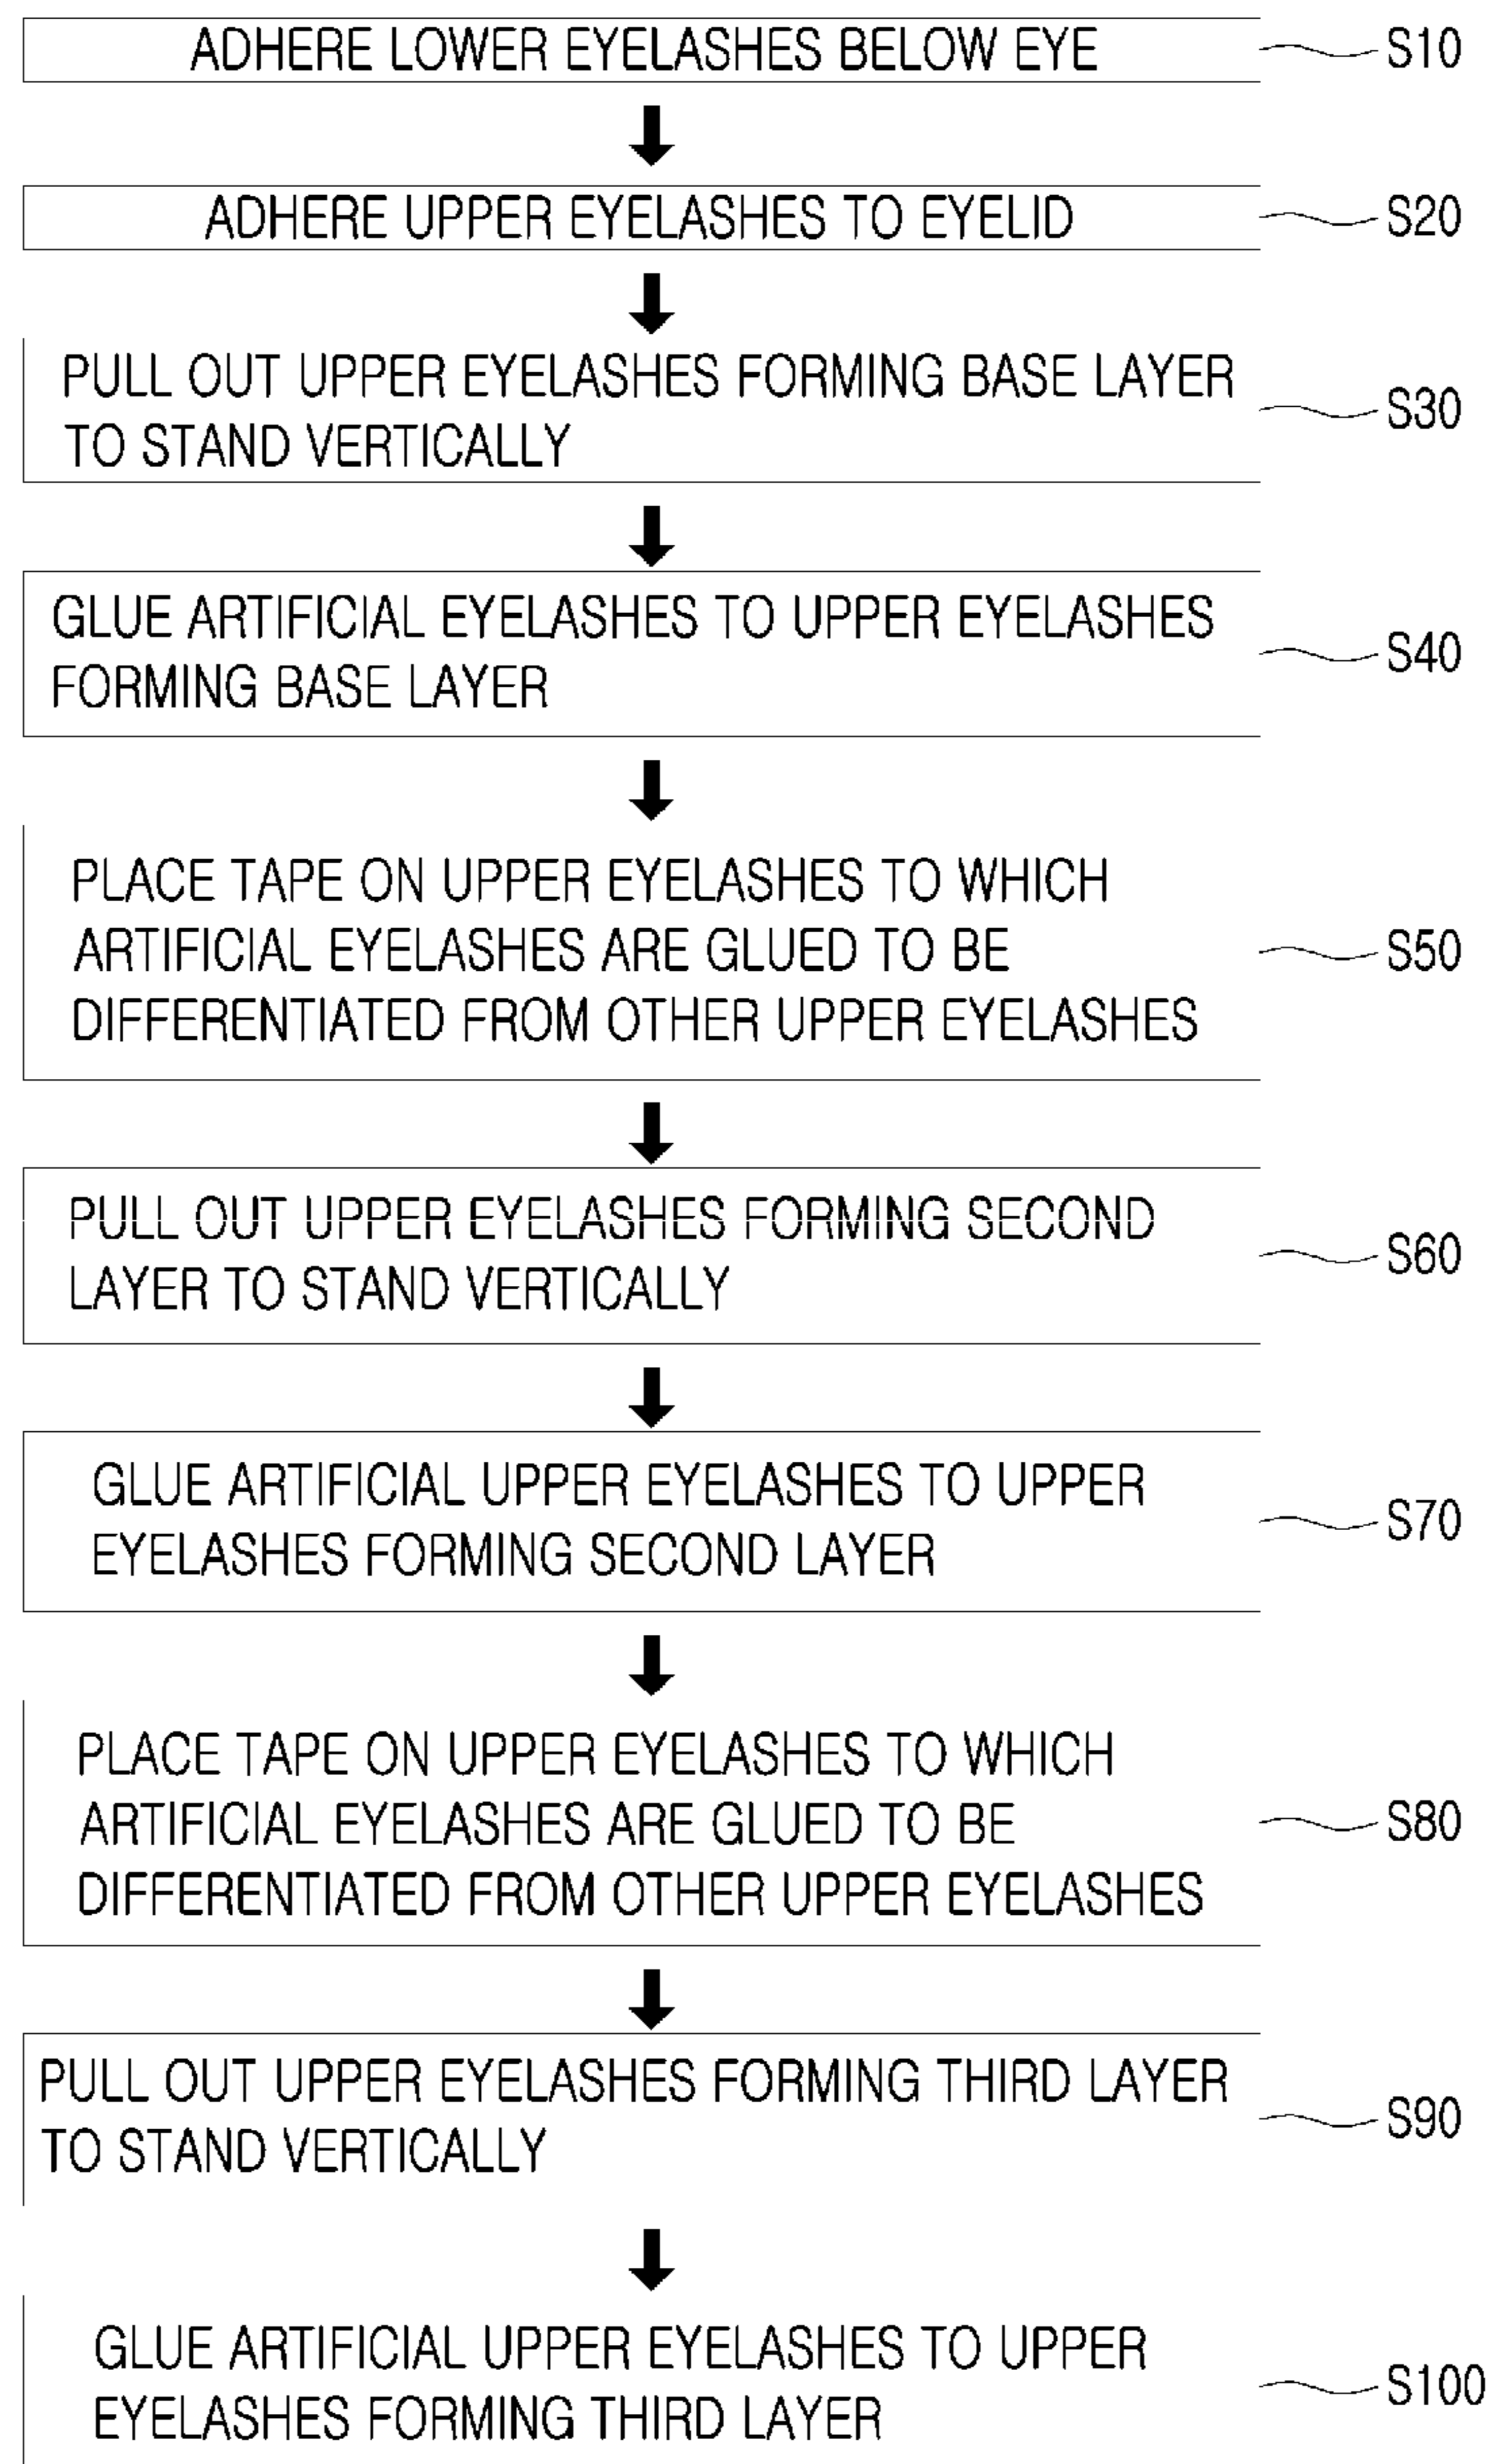 ADHERE LOWER EYELASHES BELOW EYE S10
ADHERE UPPER EYELASHES TO EYELID S20
PULL OUT UPPER EYELASHES FORMING BASE LAYER
TO STAND VERTICALLY
S30
GLUE ARTIFICIAL EYELASHES TO UPPER EYELASHES
FORMING BASE LAYER
S40
PLACE TAPE ON UPPER EYELASHES TO WHICH
ARTIFICIAL EYELASHES ARE GLUED TO BE
DIFFERENTIATED FROM OTHER UPPER EYELASHES
S50
PULL OUT UPPER EYELASHES FORMING SECOND
LAYER TO STAND VERTICALLY
S60
GLUE ARTIFICIAL UPPER EYELASHES TO UPPER
EYELASHES FORMING SECOND LAYER
S70
PLACE TAPE ON UPPER EYELASHES TO WHICH
ARTIFICIAL EYELASHES ARE GLUED TO BE
DIFFERENTIATED FROM OTHER UPPER EYELASHES
S80
PULL OUT UPPER EYELASHES FORMING THIRD LAYER
TO STAND VERTICALLY
S90
GLUE ARTIFICIAL UPPER EYELASHES TO UPPER
EYELASHES FORMING THIRD LAYER
S100